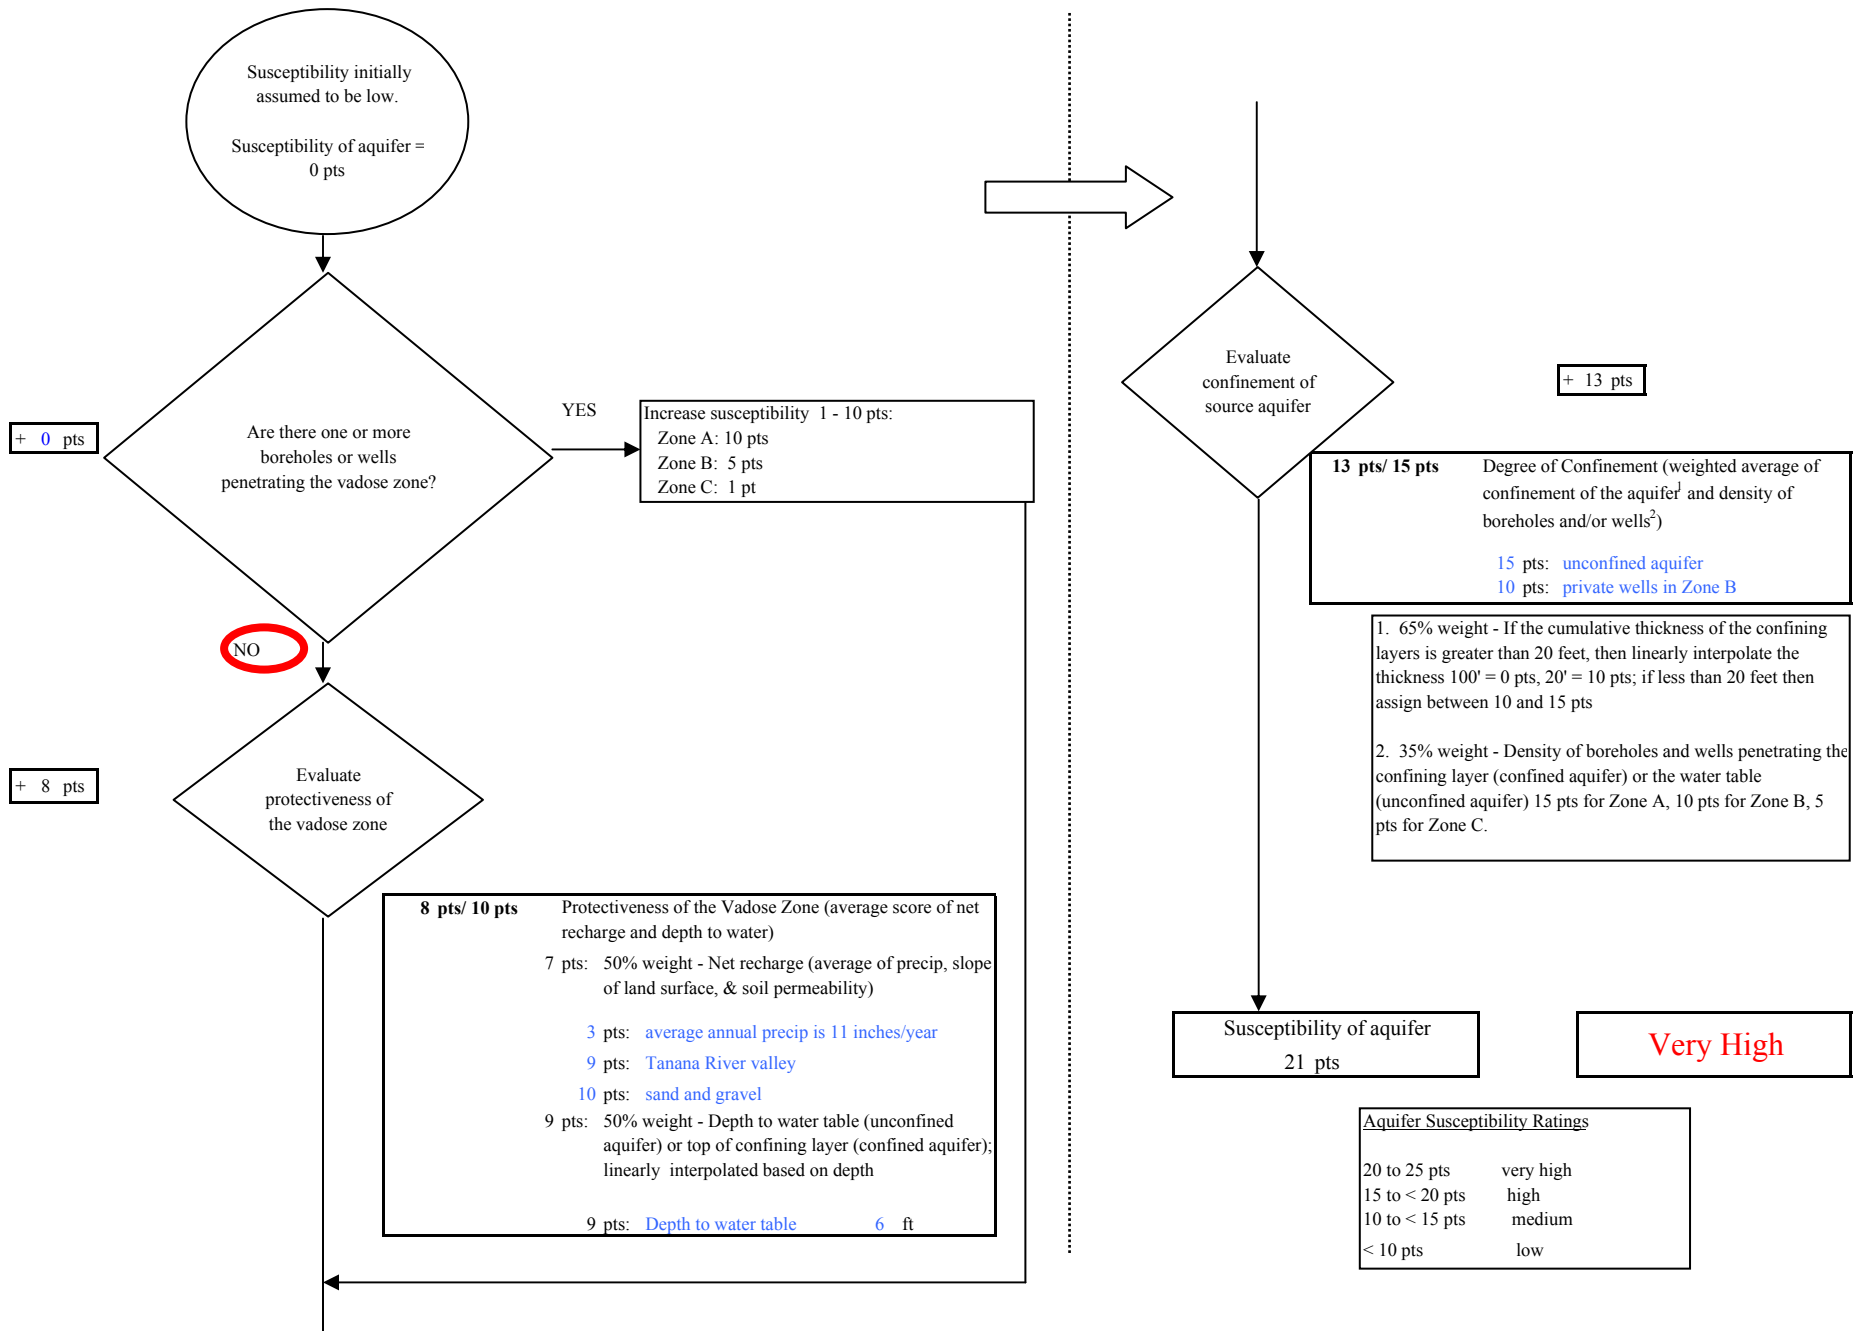 Susceptibility initially
assumed to be low.
Susceptibility of aquifer =
0 pts
Are there one or more
boreholes or wells
penetrating the vadose zone?
+ 0 pts
YES
Increase susceptibility 1 - 10 pts:
Zone A: 10 pts
Zone B: 5 pts
Zone C: 1 pt
NO
Evaluate
protectiveness of
the vadose zone
+ 8 pts
8 pts/ 10 pts Protectiveness of the Vadose Zone (average score of net
recharge and depth to water)
7 pts: 50% weight - Net recharge (average of precip, slope
of land surface, & soil permeability)
3 pts: average annual precip is 11 inches/year
9 pts: Tanana River valley
10 pts: sand and gravel
9 pts: 50% weight - Depth to water table (unconfined
aquifer) or top of confining layer (confined aquifer);
linearly interpolated based on depth
9 pts: Depth to water table 6 ft
Evaluate
confinement of
source aquifer
+ 13 pts
13 pts/ 15 pts Degree of Confinement (weighted average of
confinement of the aquifer1 and density of
boreholes and/or wells2)
15 pts: unconfined aquifer
10 pts: private wells in Zone B
1. 65% weight - If the cumulative thickness of the confining
layers is greater than 20 feet, then linearly interpolate the
thickness 100' = 0 pts, 20' = 10 pts; if less than 20 feet then
assign between 10 and 15 pts
2. 35% weight - Density of boreholes and wells penetrating the
confining layer (confined aquifer) or the water table
(unconfined aquifer) 15 pts for Zone A, 10 pts for Zone B, 5
pts for Zone C.
Susceptibility of aquifer
21 pts
Very High
Aquifer Susceptibility Ratings
20 to 25 pts very high
15 to < 20 pts high
10 to < 15 pts medium
< 10 pts low